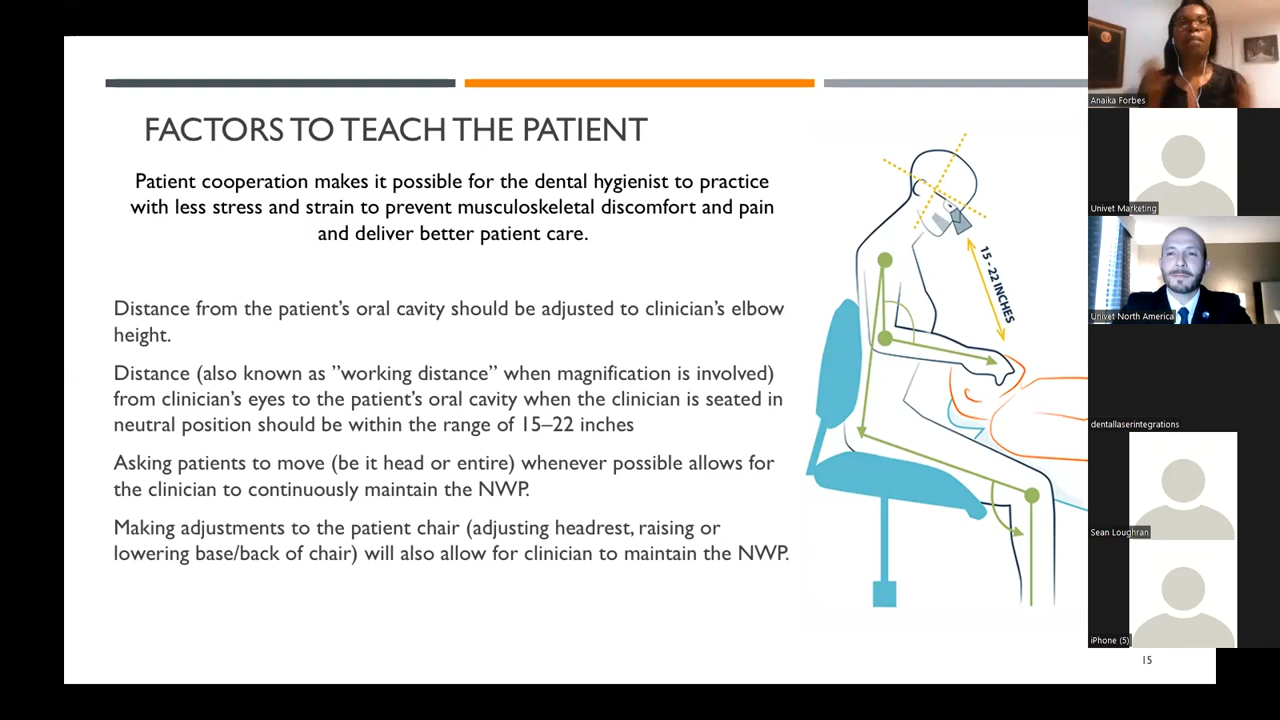 FACTORS TO TEACH THE PATIENT
Patient cooperation makes it possible for the dental hygienist to practice
with less stress and strain to prevent musculoskeletal discomfort and pain
and deliver better patient care.
Distance from the patient's oral cavity should be adjusted to clinician's elbow
height.
Distance (also known as ”working distance” when magnification is involved)
from clinician's eyes to the patient's oral cavity when the clinician is seated in
neutral position should be within the range of 15–22 inches
Asking patients to move (be it head or entire) whenever possible allows for
the clinician to continuously maintain the NWP.
Making adjustments to the patient chair (adjusting headrest, raising or
lowering base/back of chair) will also allow for clinician to maintain the NWP.
15 - 22 INCHES
Anaika Forbes
Univet Marketing
Univet North America
dentallaserintegrations
Sean Loughran
iPhone (5)
15